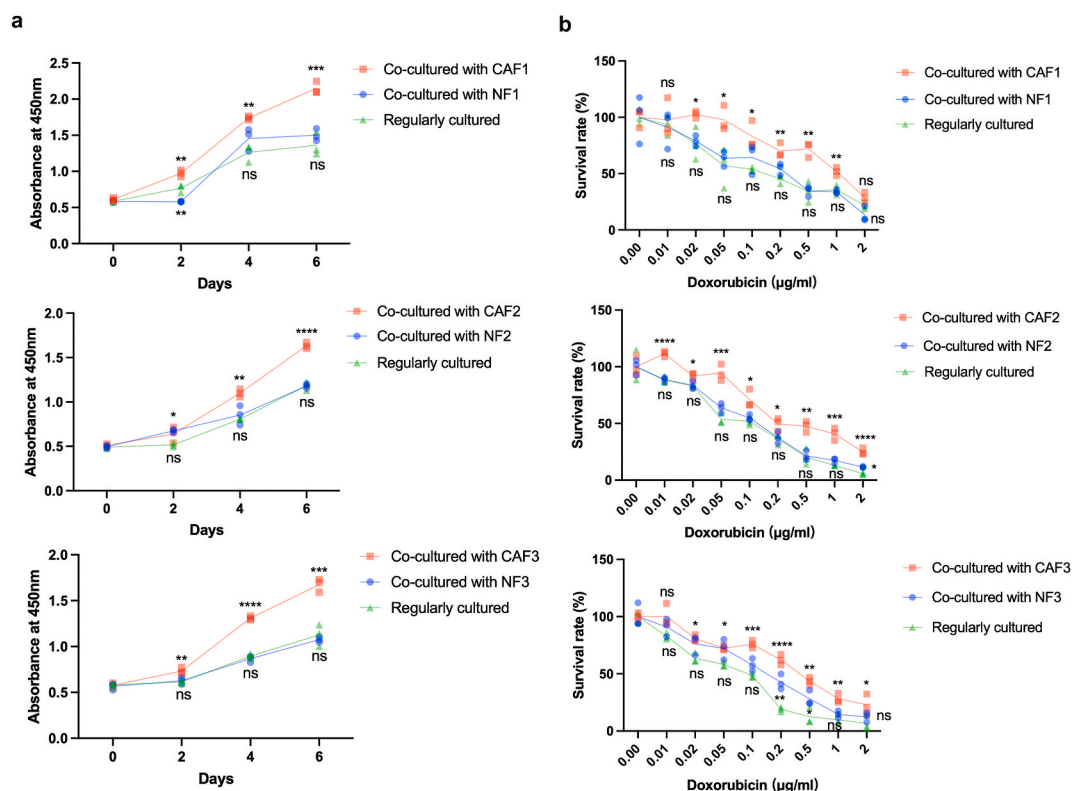 a
Absorbance at 450nm
2.5
2.0
1.5
1.0
0.5
0.0
**
**
**
ns
***
ns
0
2
4
6
Days
Co-cultured with CAF1
Co-cultured with NF1
Regularly cultured
Absorbance at 450nm
2.0
1.5
1.0
0.5
0.0
*
ns
**
ns
****
ns
0
2
4
6
Days
Co-cultured with CAF2
Co-cultured with NF2
Regularly cultured
Absorbance at 450nm
2.0
1.5
1.0
0.5
0.0
**
ns
****
ns
***
ns
0
2
4
6
Days
Co-cultured with CAF3
Co-cultured with NF3
Regularly cultured
b
Survival rate (%)
150
100
50
0
ns
ns
*
ns
*
ns
*
ns
**
ns
**
ns
**
ns
ns
ns
0.00
0.01
0.02
0.05
0.1
0.2
0.5
1
2
Doxorubicin (μg/ml)
Co-cultured with CAF1
Co-cultured with NF1
Regularly cultured
Survival rate (%)
150
100
50
0
****
ns
*
ns
***
ns
*
ns
*
ns
**
ns
***
ns
****
*
0.00
0.01
0.02
0.05
0.1
0.2
0.5
1
2
Doxorubicin (μg/ml)
Co-cultured with CAF2
Co-cultured with NF2
Regularly cultured
Survival rate (%)
150
100
50
0
ns
ns
*
ns
*
ns
***
ns
****
**
**
*
**
ns
*
ns
0.00
0.01
0.02
0.05
0.1
0.2
0.5
1
2
Doxorubicin (μg/ml)
Co-cultured with CAF3
Co-cultured with NF3
Regularly cultured